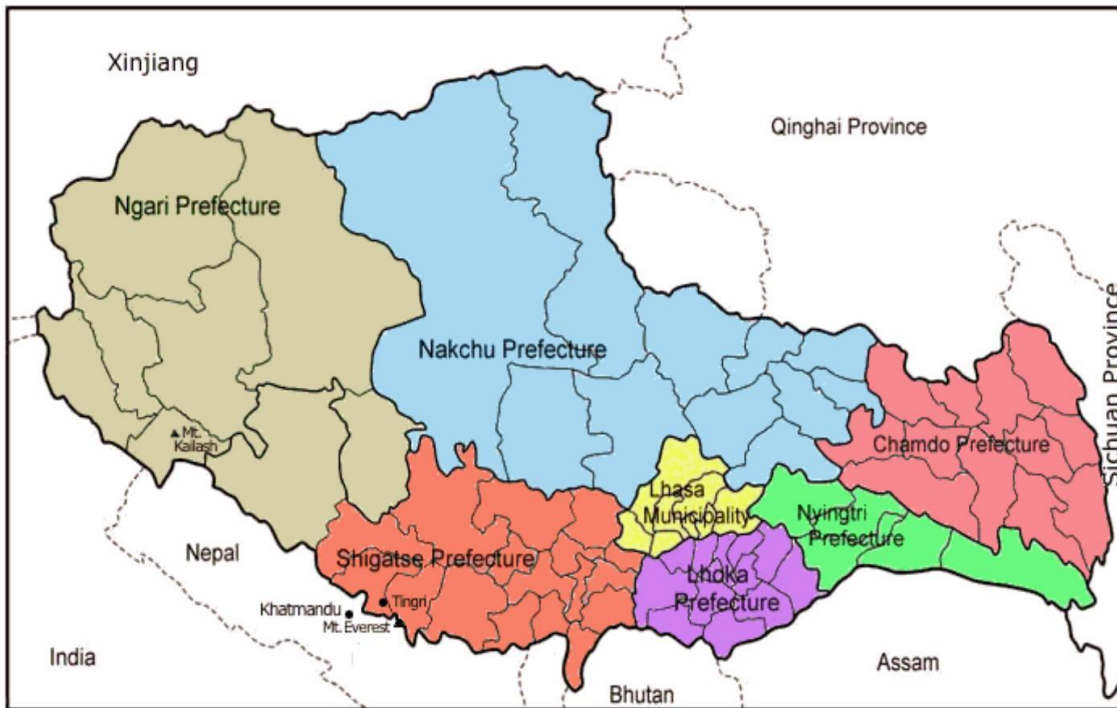 Xinjiang
Qinghai Province
Ngari Prefecture
Sichuan Province
Nakchu Prefecture
Mt.
Kailash
Chamdo Prefecture
Lhasa
Municipality
Nyingtri
Prefecture
Nepal
Shigatse Prefecture
Lhoka
Prefecture
Tingri
Khatmandu
Mt. Everest
India
Assam
Bhutan